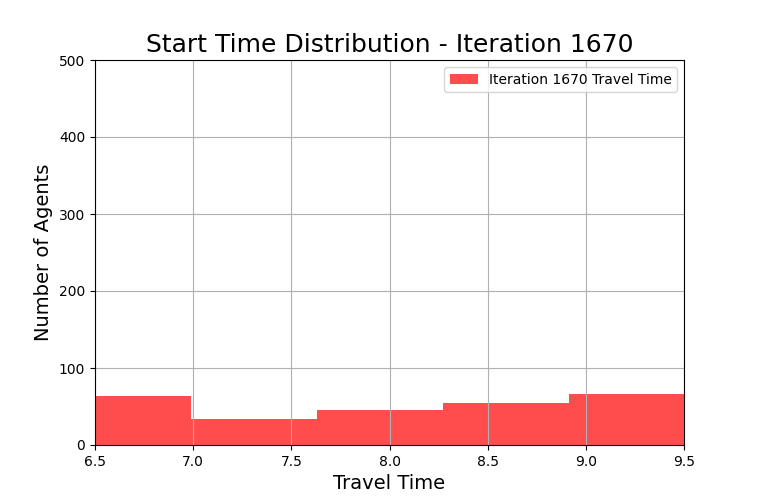 Start Time Distribution - Iteration 1670
500
400
300
200
100
0
Number of Agents
Iteration 1670 Travel Time
6.5 7.0 7.5 8.0 8.5 9.0 9.5
Travel Time